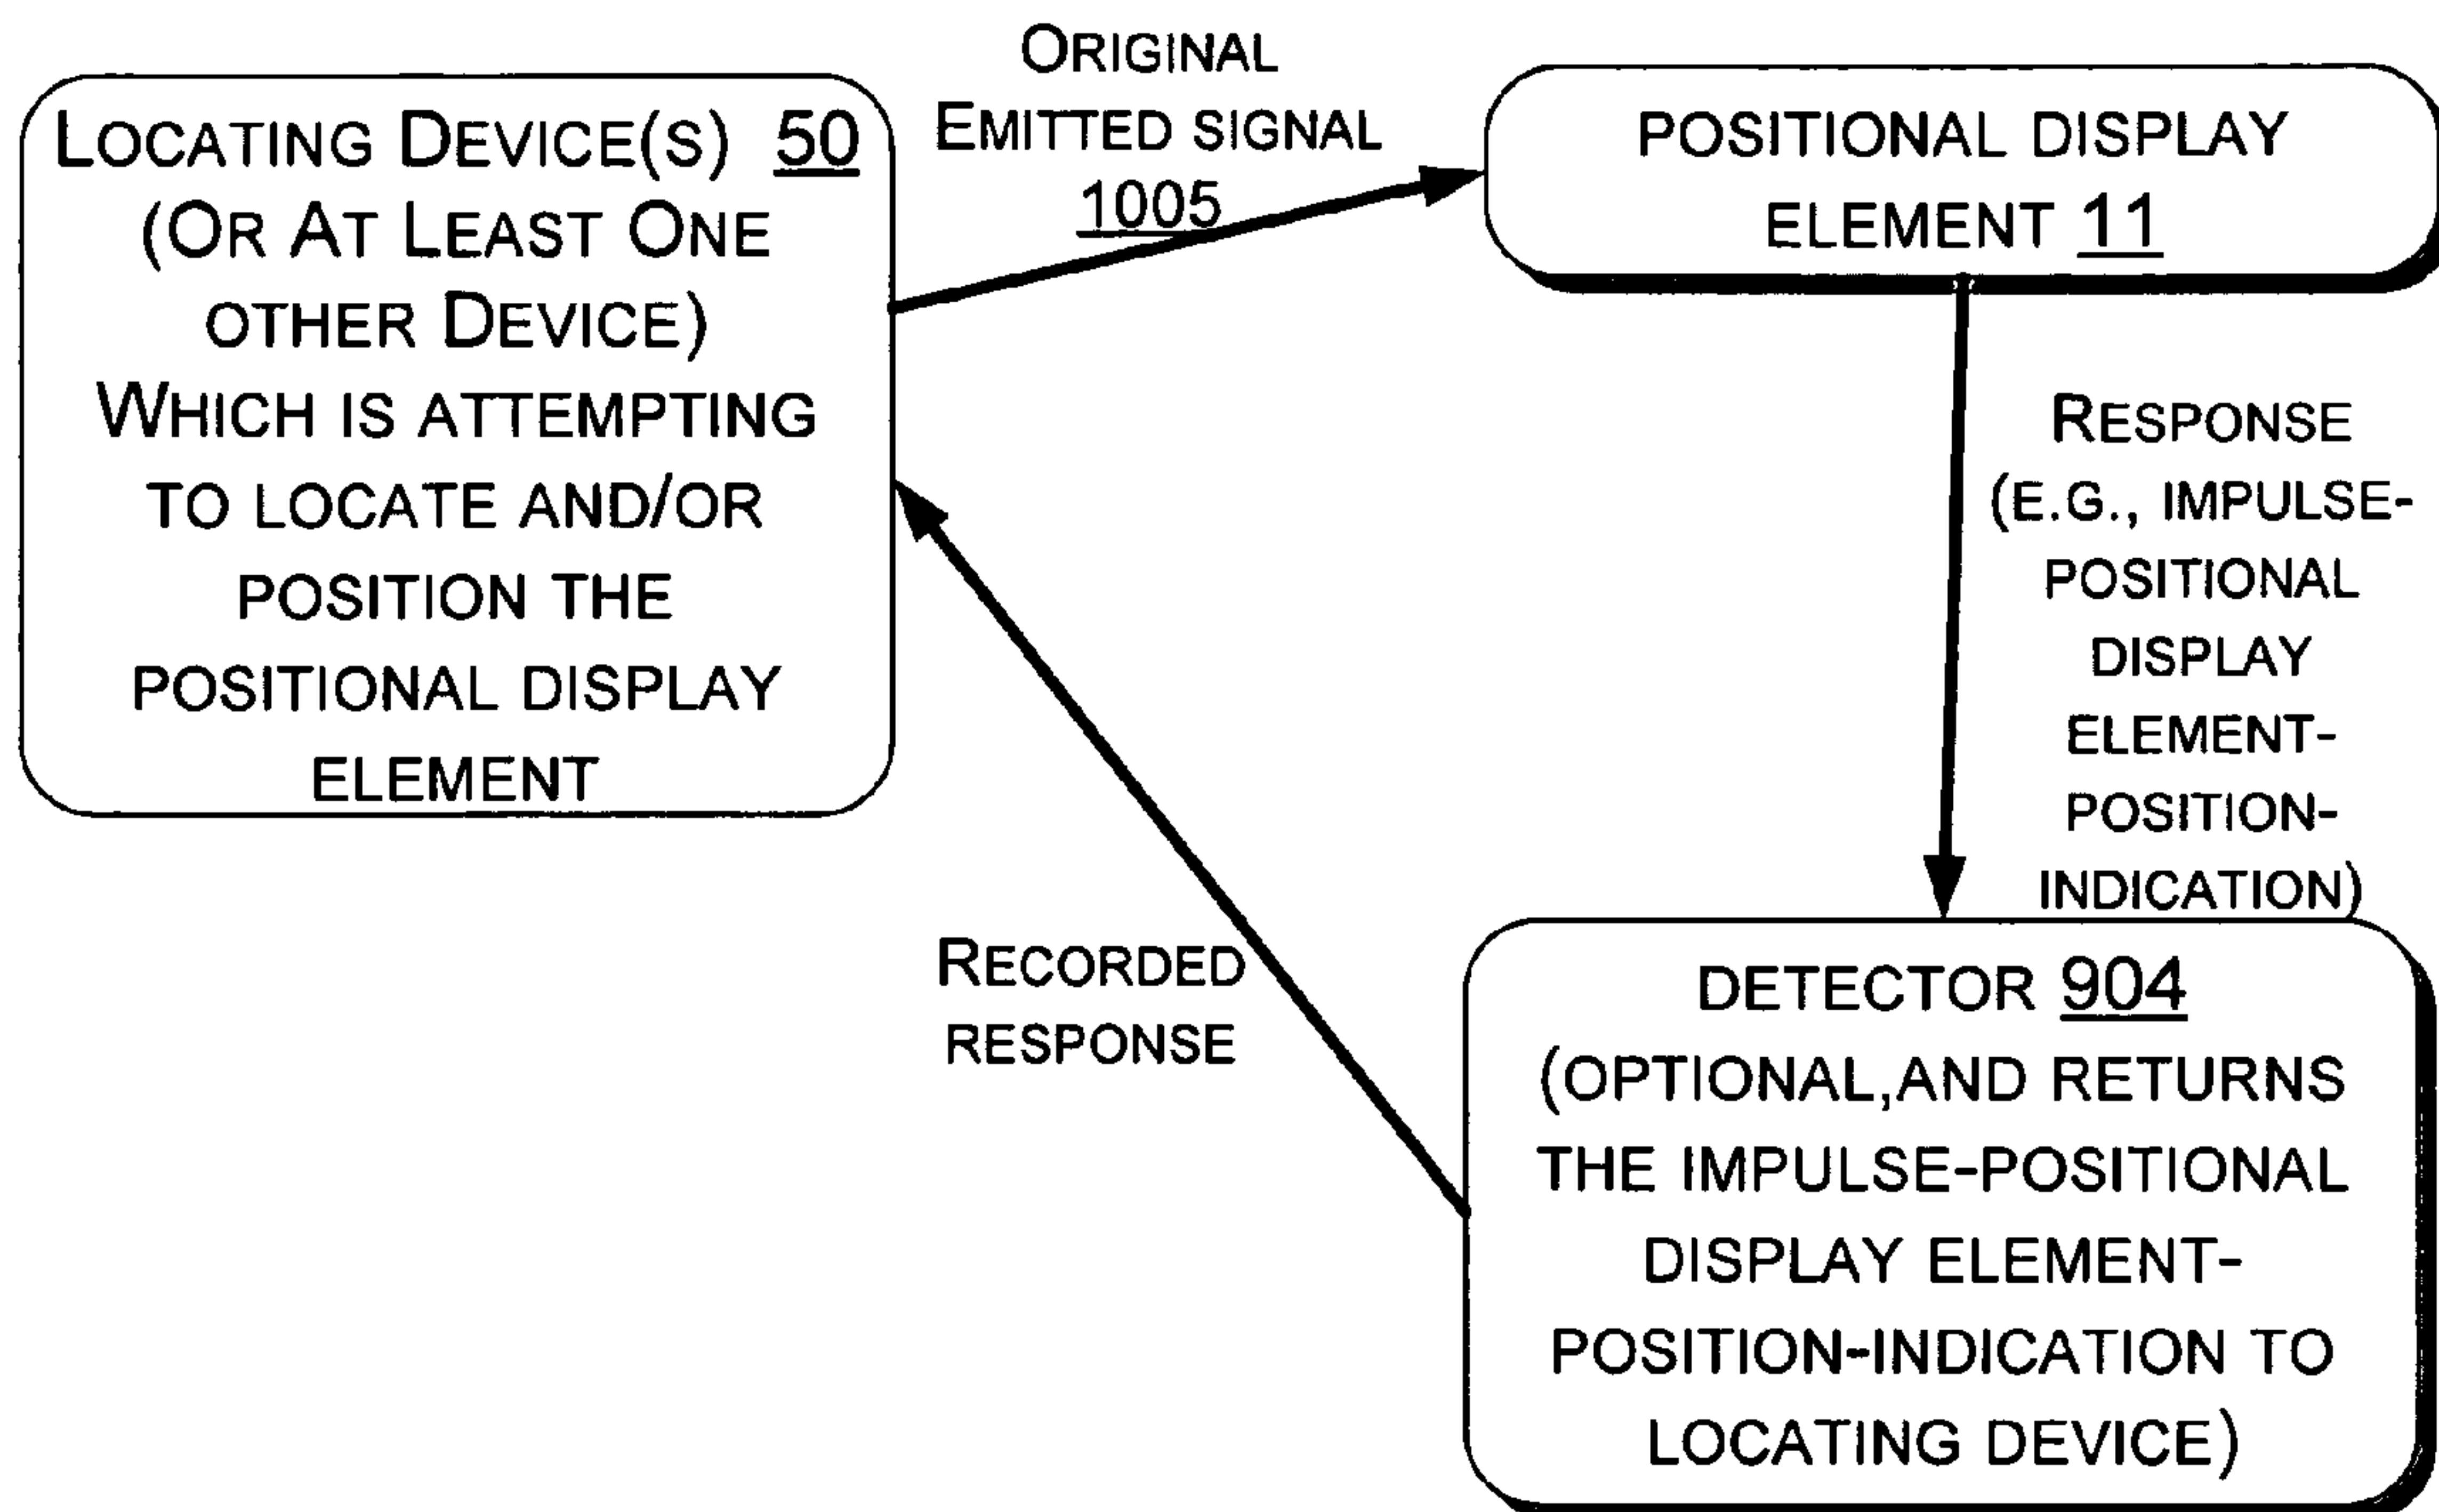 LOCATING DEVICE(S) 50
(OR AT LEAST ONE
OTHER DEVICE)
WHICH IS ATTEMPTING
TO LOCATE AND/OR
POSITION THE
POSITIONAL DISPLAY
ELEMENT
ORIGINAL
EMITTED SIGNAL
1005
POSITIONAL DISPLAY
ELEMENT 11
RESPONSE
(E.G., IMPULSE-
POSITIONAL
DISPLAY
ELEMENT-
POSITION-
INDICATION)
DETECTOR 904
(OPTIONAL,AND RETURNS
THE IMPULSE-POSITIONAL
DISPLAY ELEMENT-
POSITION-INDICATION TO
LOCATING DEVICE)
RECORDED
RESPONSE